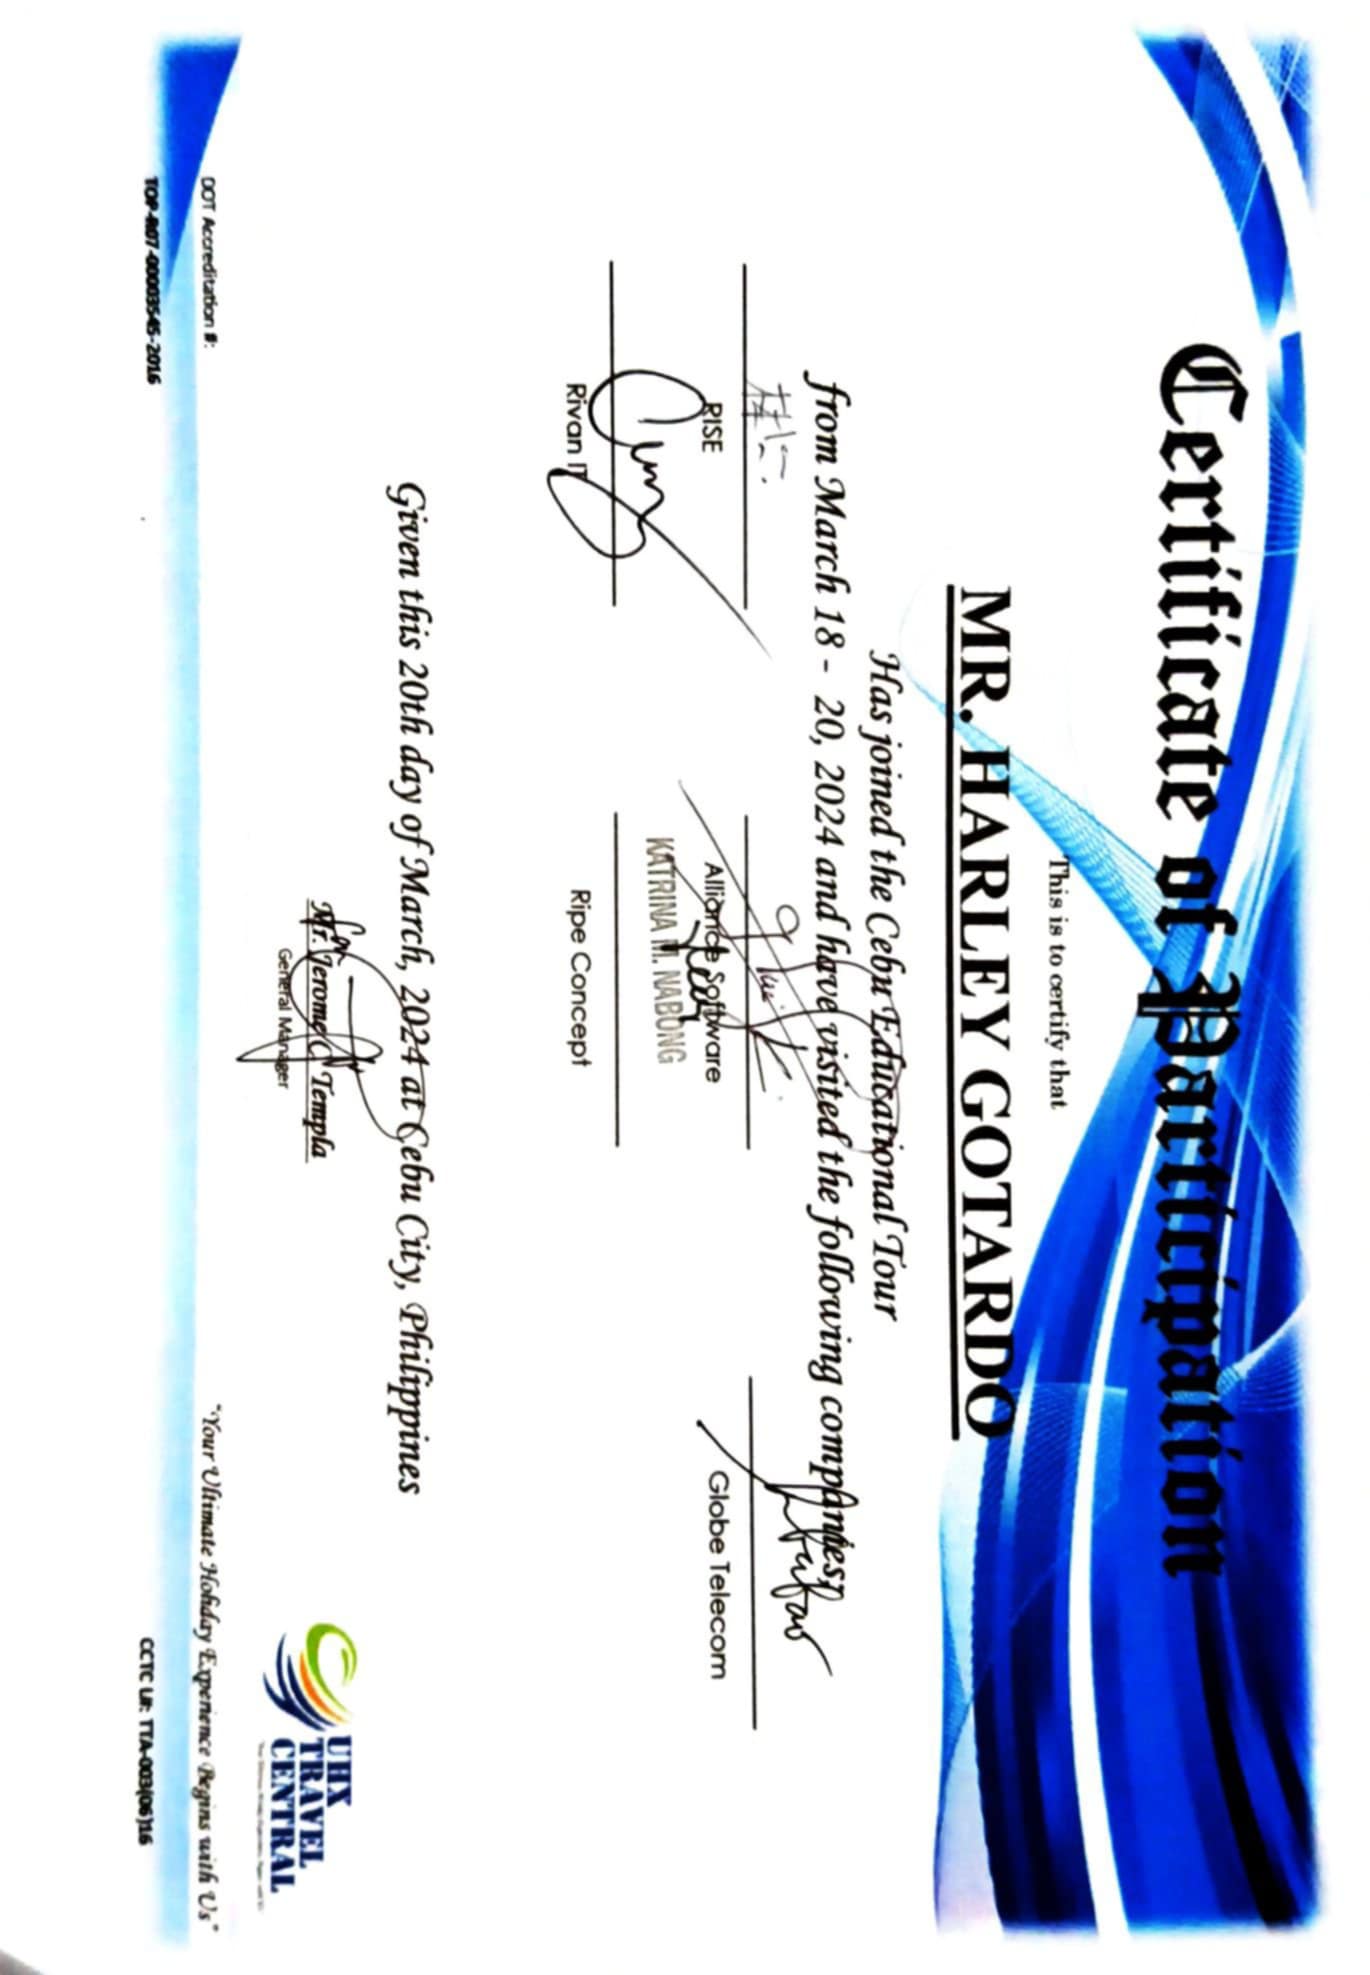 Certificate of Participation
This is to certify that
MR. HARLEY GOTARDO
Has joined the Cebu Educational Tour
from March 18 - 20, 2024 and have visited the following companies;
RISE
Alliance Software
Globe Telecom
KATRINA M. NABONG
Rivan IT
Ripe Concept
Given this 20th day of March, 2024 at Cebu City, Philippines
for
Mr. Jerome C. Templa
General Manager
UHX
TRAVEL
CENTRAL
DOT Accreditation #:
"Your Ultimate Holiday Experience Begins with Us"
TOP-R07-00003545-2016
CCTC L#: TTA-003(06)16